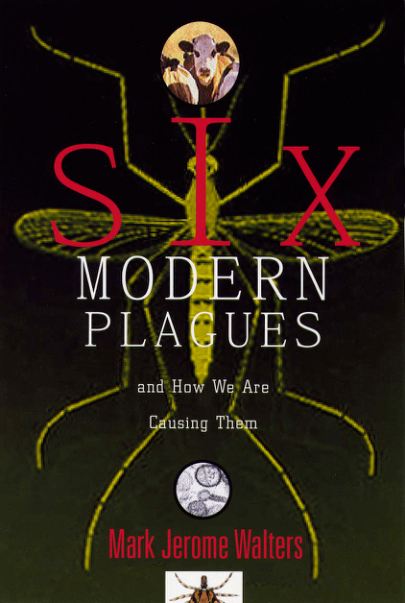 SIX
MODERN
PLAGUES
and How We Are
Causing Them
Mark Jerome Walters